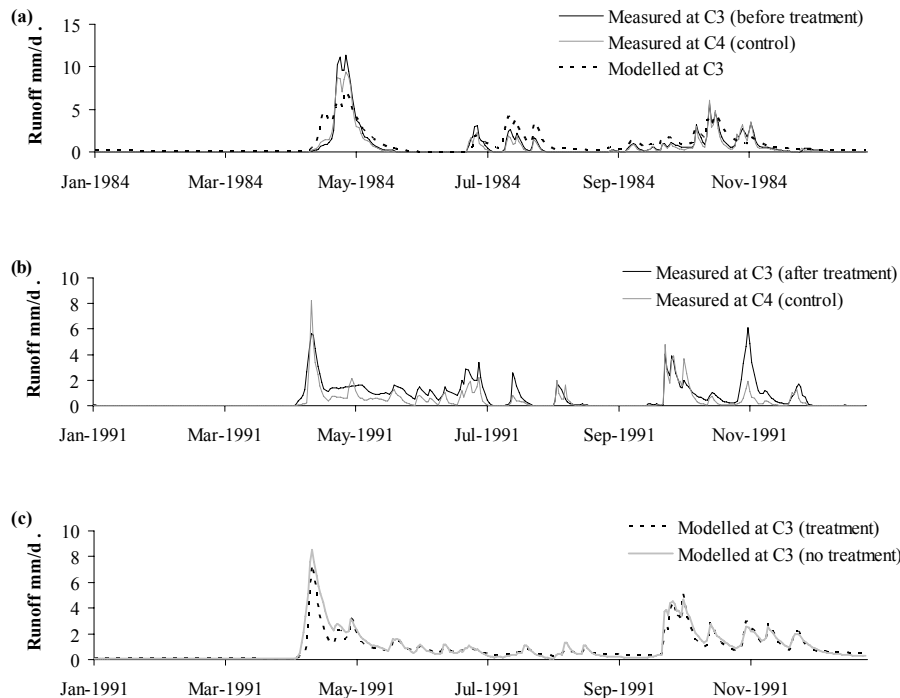 (a)
Runoff mm/d .
15
10
5
0
Measured at C3 (before treatment)
Measured at C4 (control)
Modelled at C3
Jan-1984 Mar-1984 May-1984 Jul-1984 Sep-1984 Nov-1984
(b)
Runoff mm/d .
10
8
6
4
2
0
Measured at C3 (after treatment)
Measured at C4 (control)
Jan-1991 Mar-1991 May-1991 Jul-1991 Sep-1991 Nov-1991
(c)
Runoff mm/d .
10
8
6
4
2
0
Modelled at C3 (treatment)
Modelled at C3 (no treatment)
Jan-1991 Mar-1991 May-1991 Jul-1991 Sep-1991 Nov-1991